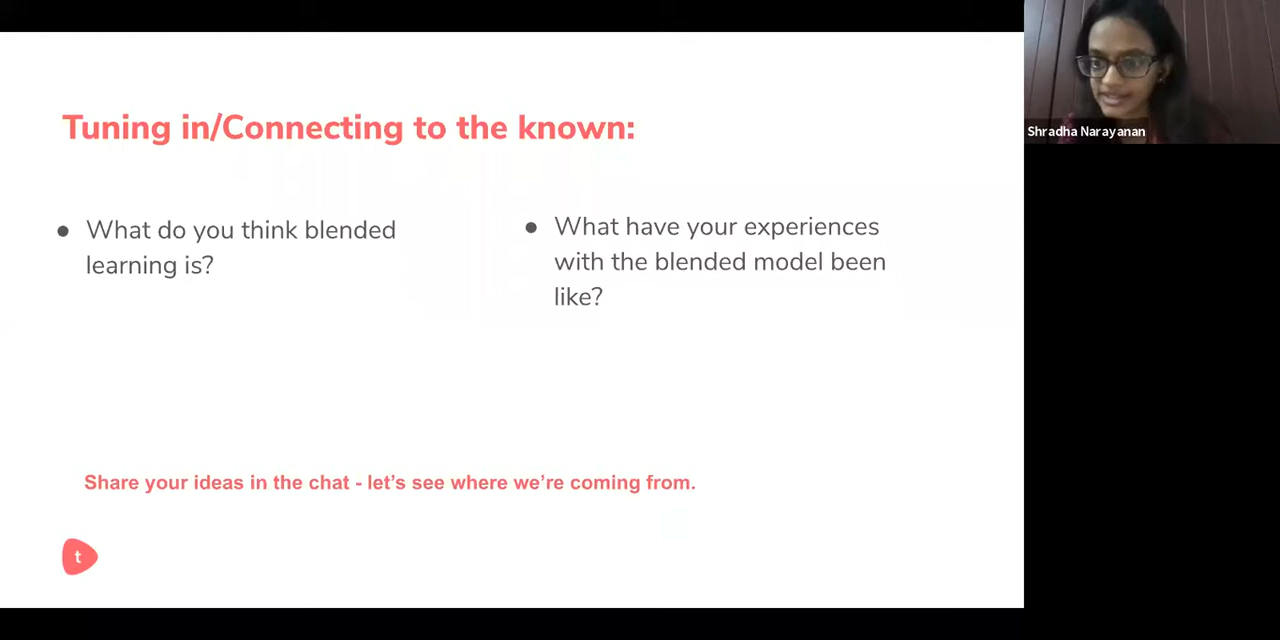 Tuning in/Connecting to the known:
● What do you think blended
learning is?
● What have your experiences
with the blended model been
like?
Share your ideas in the chat - let's see where we're coming from.
t
Shradha Narayanan